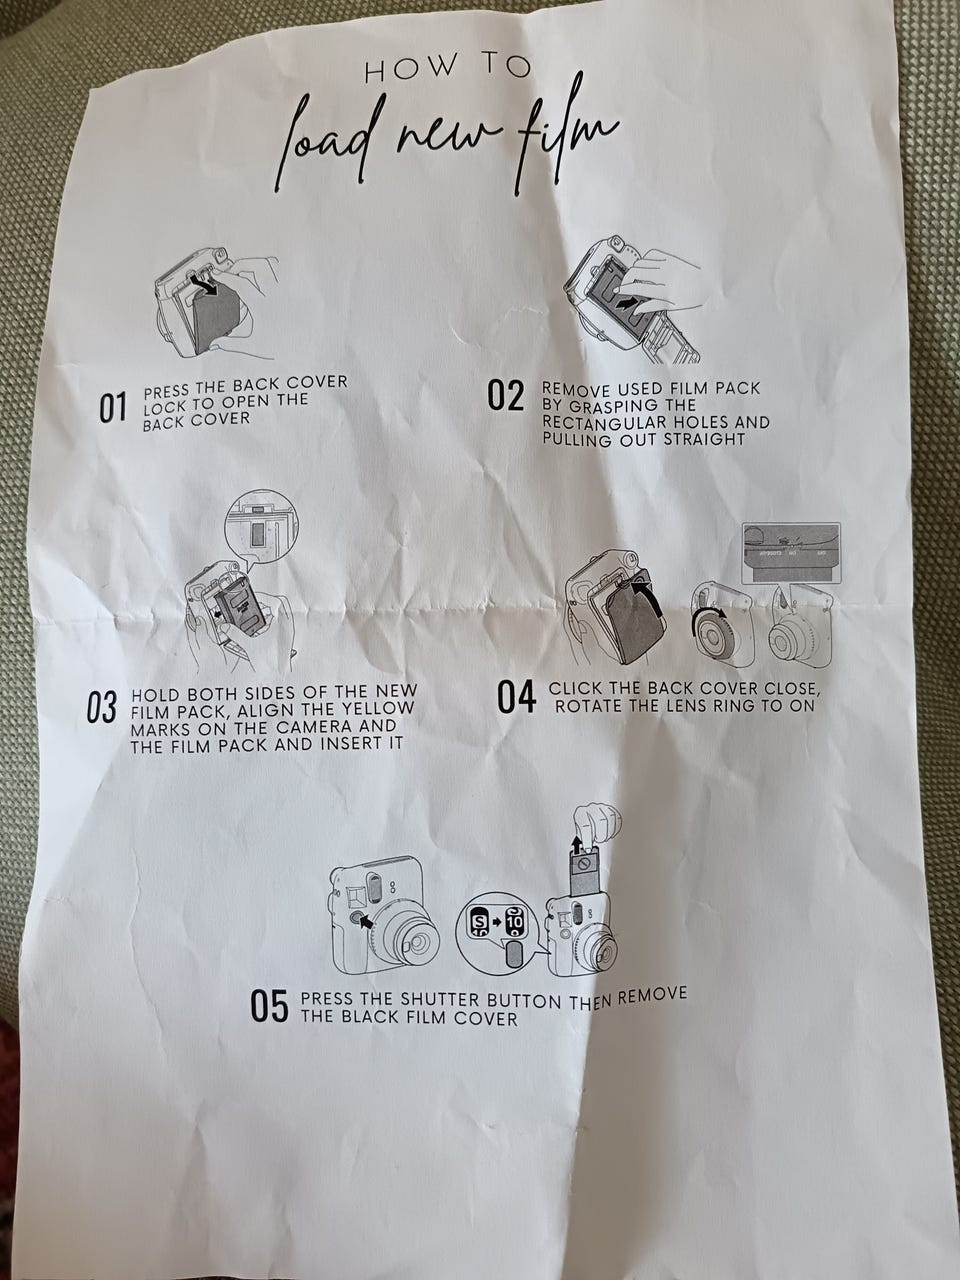 HOW TO
load new film
01 PRESS THE BACK COVER
LOCK TO OPEN THE
BACK COVER
02 REMOVE USED FILM PACK
BY GRASPING THE
RECTANGULAR HOLES AND
PULLING OUT STRAIGHT
03 HOLD BOTH SIDES OF THE NEW
FILM PACK, ALIGN THE YELLOW
MARKS ON THE CAMERA AND
THE FILM PACK AND INSERT IT
04 CLICK THE BACK COVER CLOSE,
ROTATE THE LENS RING TO ON
S
10
05 PRESS THE SHUTTER BUTTON THEN REMOVE
THE BLACK FILM COVER